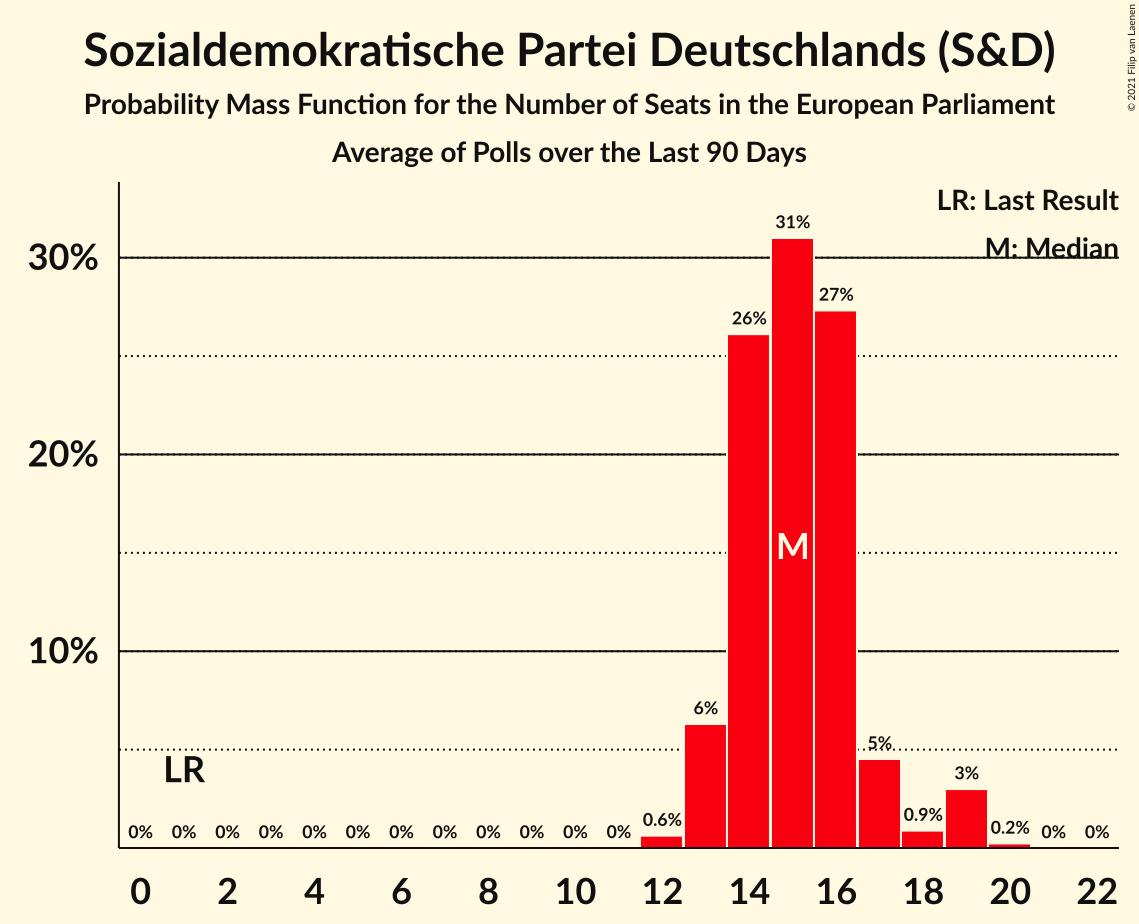 Sozialdemokratische Partei Deutschlands (S&D)
Probability Mass Function for the Number of Seats in the European Parliament
Average of Polls over the Last 90 Days
© 2021 Filip van Laenen
LR: Last Result
M: Median
30%
20%
10%
31%
27%
26%
M
6%
5%
LR
3%
0% 0% 0% 0% 0% 0% 0% 0% 0% 0% 0% 0% 0.6% 0.9% 0.2% 0% 0%
0 2 4 6 8 10 12 14 16 18 20 22